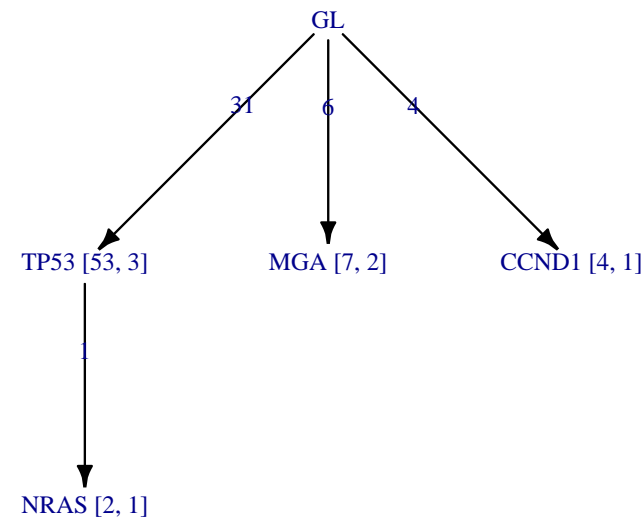 GL
31 6 4
TP53 [53, 3] MGA [7, 2] CCND1 [4, 1]
1
NRAS [2, 1]